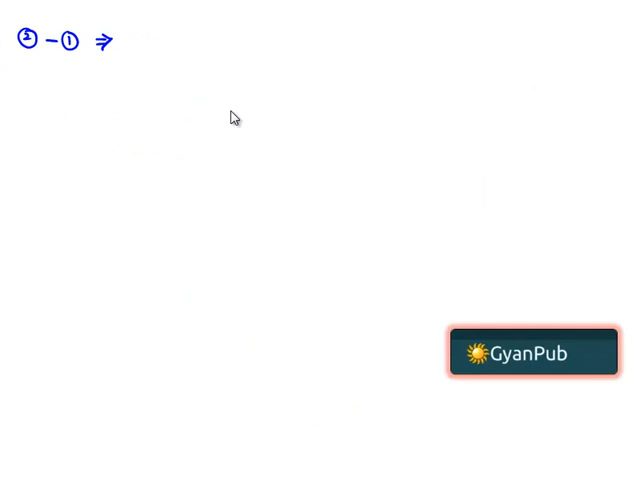 ② - ① ⇒
GyanPub